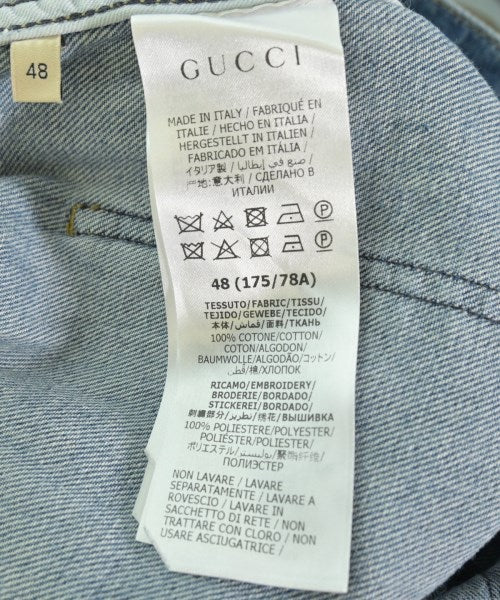 48
GUCCI
MADE IN ITALY / FABRIQUÉ EN
ITALIE / HECHO EN ITALIA /
HERGESTELLT IN ITALIEN /
FABRICADO EM ITÁLIA /
イタリア製 / صنع في إيطاليا /
产地:意大利 / СДЕЛАНО В
ИТАЛИИ
P
P
48 (175/78A)
TESSUTO/FABRIC/TISSU/
TEJIDO/GEWEBE/TECIDO/
本体/قماش/面料/ТКАНЬ
100% COTONE/COTTON/
COTON/ALGODON/
BAUMWOLLE/ALGODÃO/コットン/
قطن/棉/ХЛОПОК
RICAMO/EMBROIDERY/
BRODERIE/BORDADO/
STICKEREI/BORDADO/
刺繍部分/تطريز/绣花/ВЫШИВКА
100% POLIESTERE/POLYESTER/
POLYESTER/POLIÉSTER/
POLYESTER/POLIÉSTER/
ポリエステル/بوليستر/聚酯纤维/
ПОЛИЭСТЕР
NON LAVARE / LAVARE
SEPARATAMENTE / LAVARE A
ROVESCIO / LAVARE IN
SACCHETTO DI RETE / NON
TRATTARE CON CLORO / NON
USARE ASCIUGATRICE/